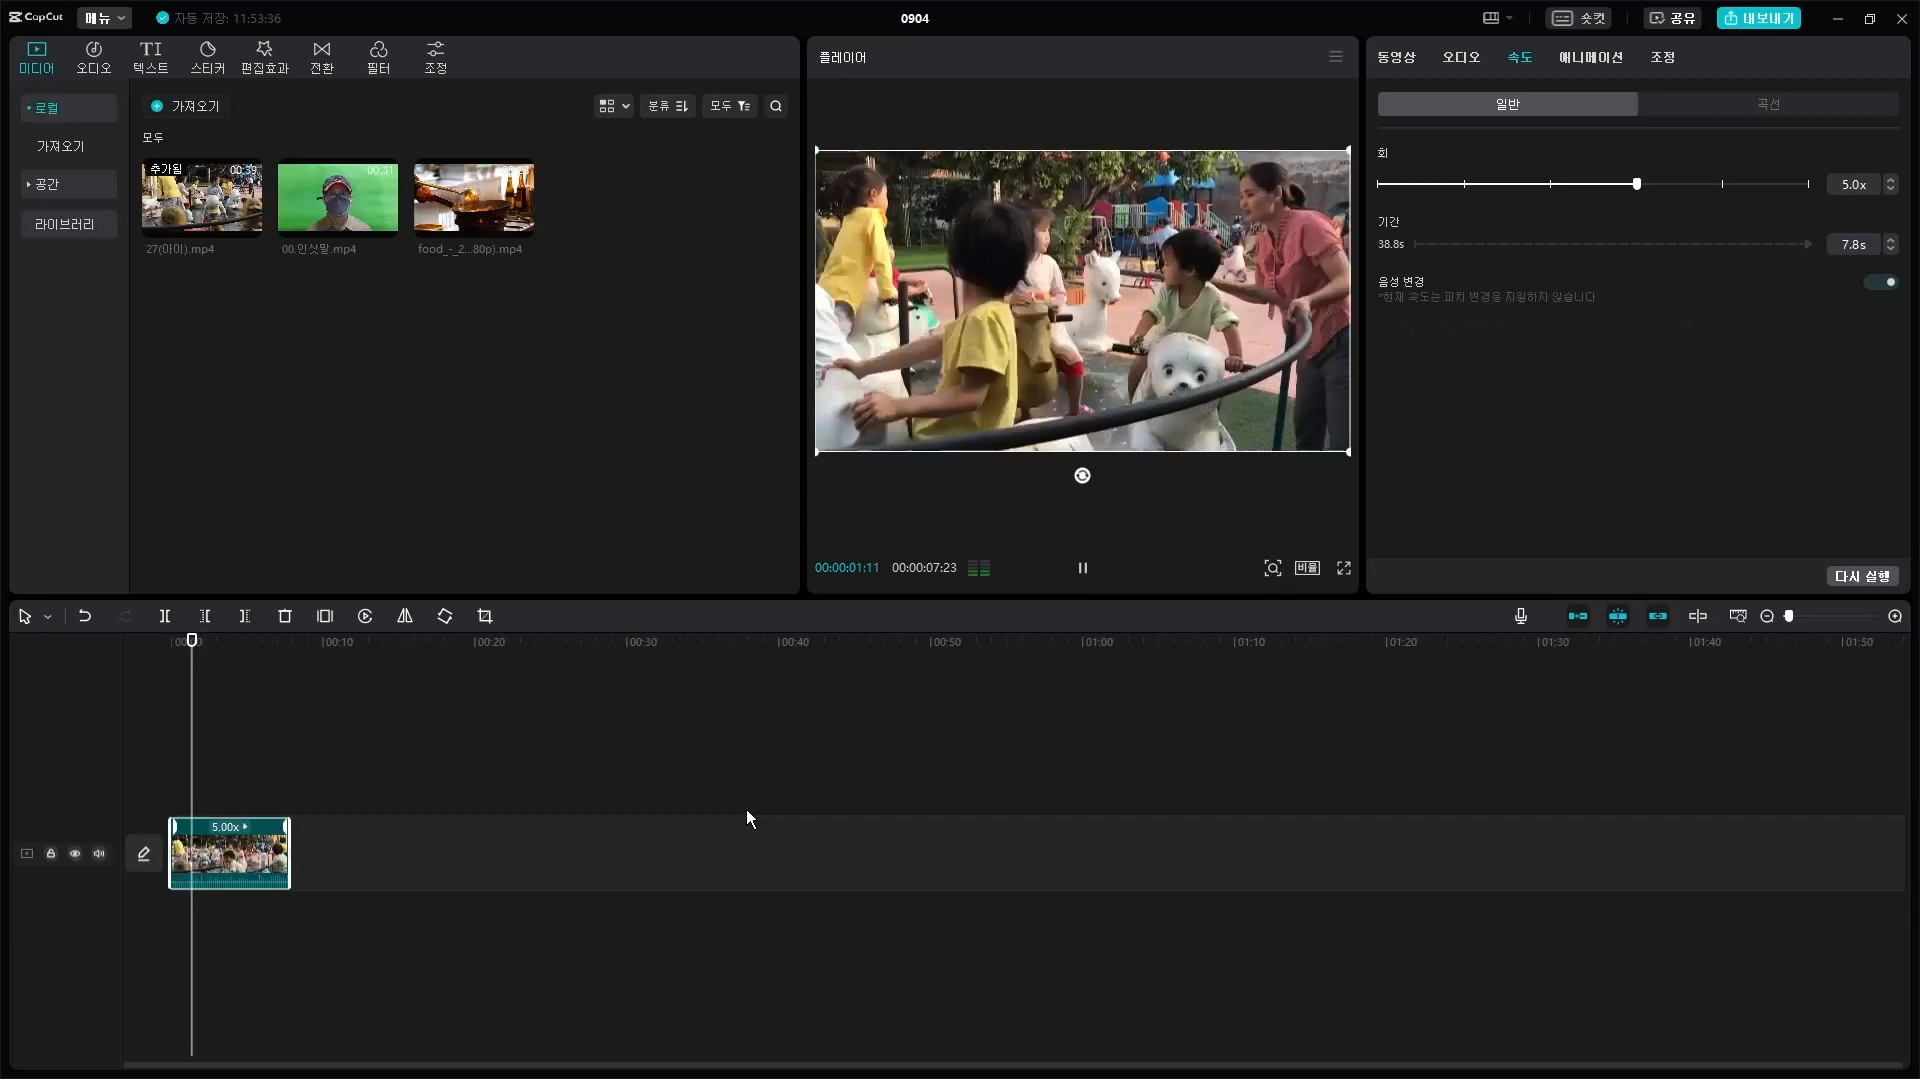 CapCut 메뉴 자동 저장: 11:53:36 0904 숏컷 공유 내보내기
미디어 오디오 텍스트 스티커 편집효과 전환 필터 조정
로컬
가져오기
공간
라이브러리
가져오기 분류 모두
모두
추가됨 00:39 00:31
27(아이).mp4 00.인삿말.mp4 food_-_2...80p).mp4
플레이어
00:00:01:11 00:00:07:23 비율
동영상 오디오 속도 애니메이션 조정
일반 곡선
회
5.0x
기간
38.8s 7.8s
음성 변경
*현재 속도는 피치 변경을 지원하지 않습니다
다시 실행
00:10 00:20 00:30 00:40 00:50 01:00 01:10 01:20 01:30 01:40 01:50
5.00x